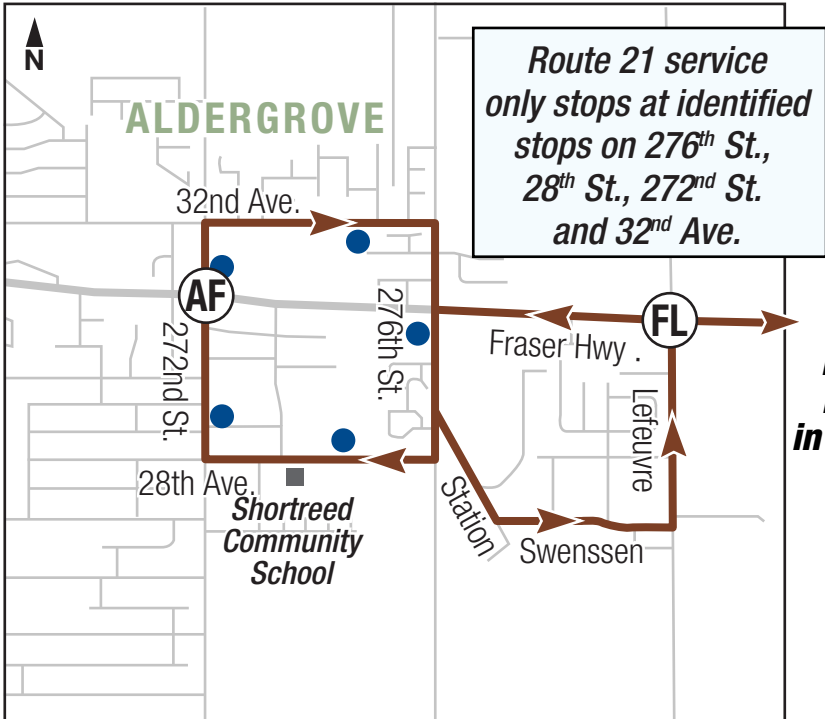 N
ALDERGROVE
Route 21 service
only stops at identified
stops on 276th St.,
28th St., 272nd St.
and 32nd Ave.
32nd Ave.
AF
272nd St.
276th St.
Fraser Hwy .
FL
Lefeuvre
in
28th Ave.
Shortreed
Community
School
Station
Swenssen